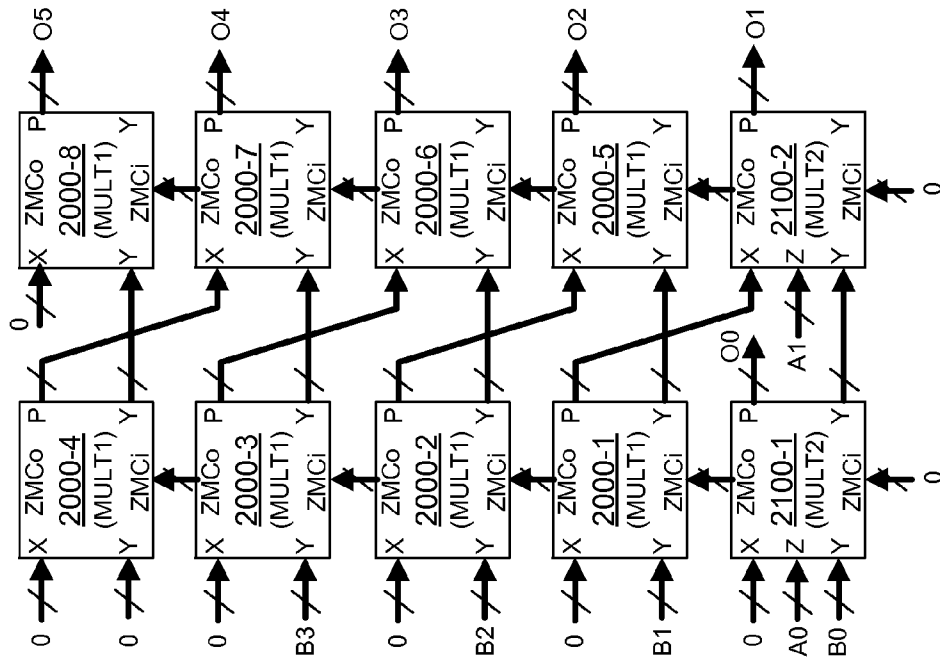 0
X ZMCo P
2000-4
(MULT1)
Y ZMCi Y
0
0
X ZMCo P
2000-8
(MULT1)
Y ZMCi Y
O5
0
X ZMCo P
2000-3
(MULT1)
Y ZMCi Y
B3
X ZMCo P
2000-7
(MULT1)
Y ZMCi Y
O4
0
X ZMCo P
2000-2
(MULT1)
Y ZMCi Y
B2
X ZMCo P
2000-6
(MULT1)
Y ZMCi Y
O3
0
X ZMCo P
2000-1
(MULT1)
Y ZMCi Y
B1
X ZMCo P
2000-5
(MULT1)
Y ZMCi Y
O2
0
A0
B0
X ZMCo P
Z 2100-1
(MULT2)
Y ZMCi Y
0
O0
A1
X ZMCo P
Z 2100-2
(MULT2)
Y ZMCi Y
0
O1